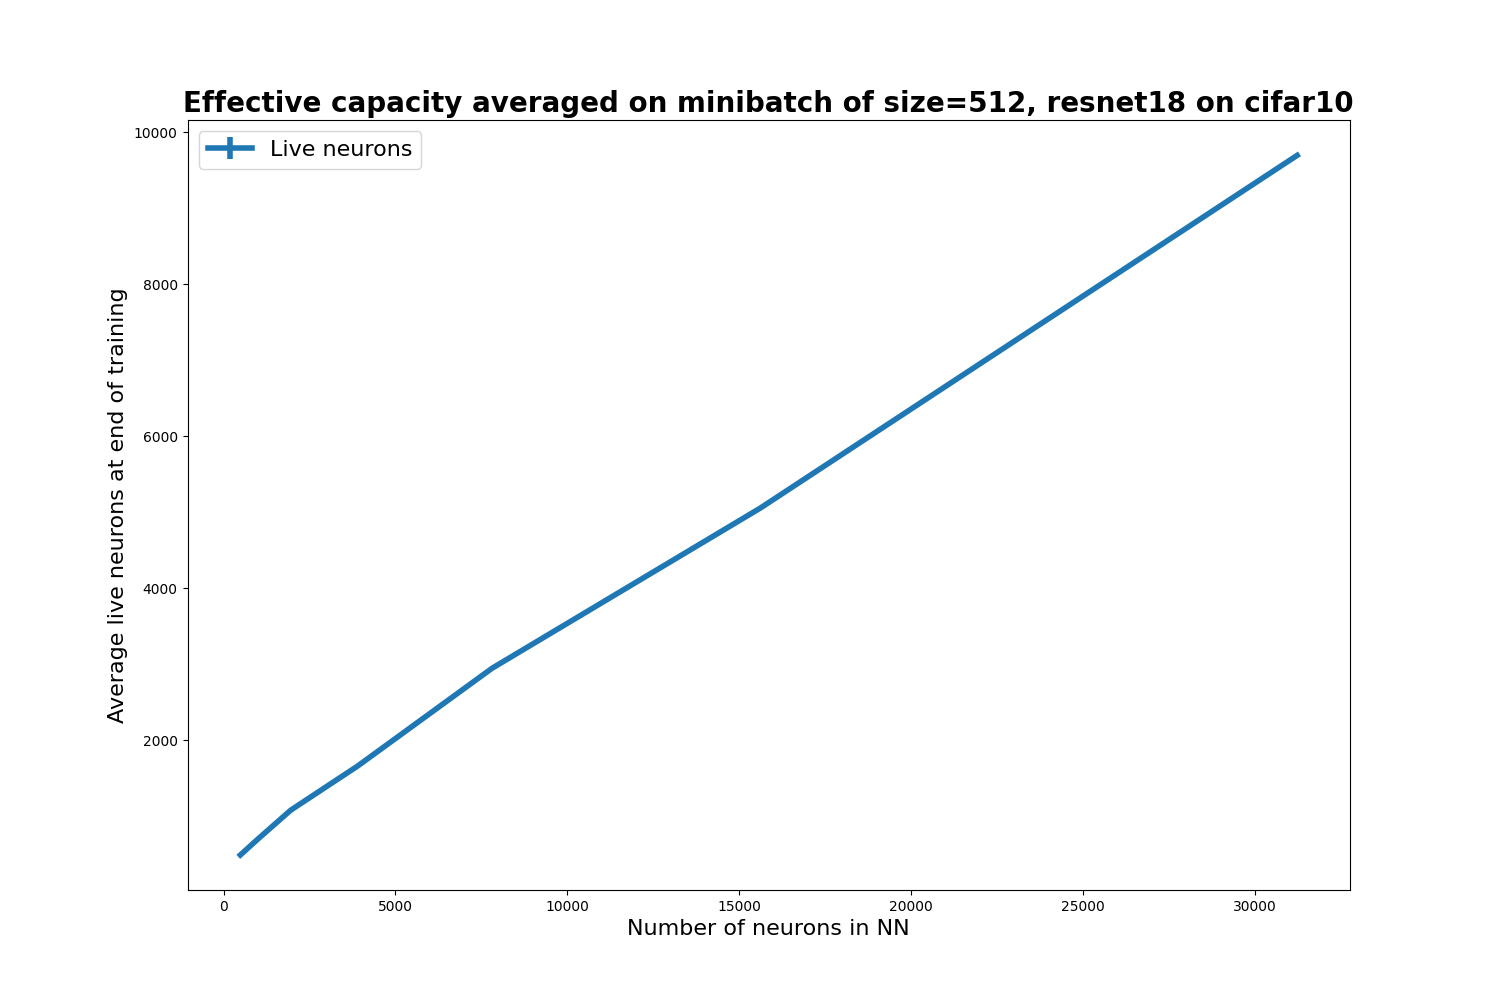 Effective capacity averaged on minibatch of size=512, resnet18 on cifar10
Live neurons
10000
8000
6000
4000
2000
Average live neurons at end of training
0 5000 10000 15000 20000 25000 30000
Number of neurons in NN